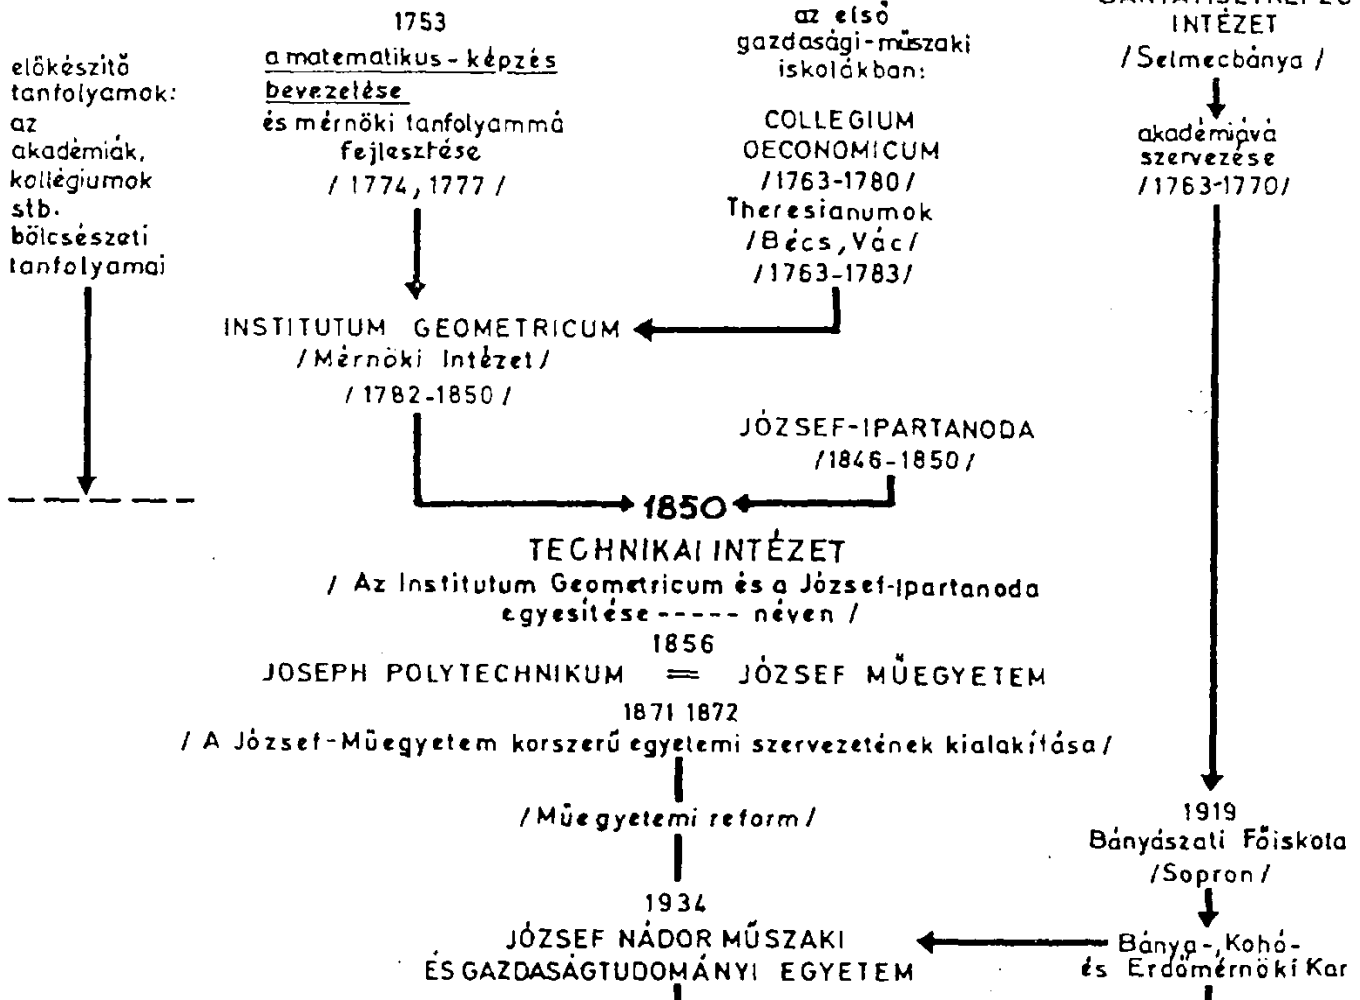 előkészítő
tanfolyamok:
az
akadémiák,
kollégiumok
stb.
bölcsészeti
tanfolyamai
1753
a matematikus-képzés
bevezetése
és mérnöki tanfolyammá
fejlesztése
/ 1774, 1777 /
az első
gazdasági-műszaki
iskolákban:
COLLEGIUM
OECONOMICUM
/1763-1780/
Theresianumok
/Bécs, Vác/
/1763-1783/
INTÉZET
/Selmecbánya /
akadémiává
szervezése
/1763-1770/
INSTITUTUM GEOMETRICUM
/Mérnöki Intézet/
/ 1782-1850 /
JÓZSEF-IPARTANODA
/1846-1850/
1850
TECHNIKAI INTÉZET
/ Az Institutum Geometricum és a József-Ipartanoda
egyesítése ----- néven /
1856
JOSEPH POLYTECHNIKUM = JÓZSEF MŰEGYETEM
1871 1872
/ A József-Műegyetem korszerű egyetemi szervezetének kialakítása/
/Műegyetemi reform/
1919
Bányászati Főiskola
/Sopron/
1934
JÓZSEF NÁDOR MŰSZAKI
ÉS GAZDASÁGTUDOMÁNYI EGYETEM
Bánya-, Kohó-
és Erdőmérnöki Kar